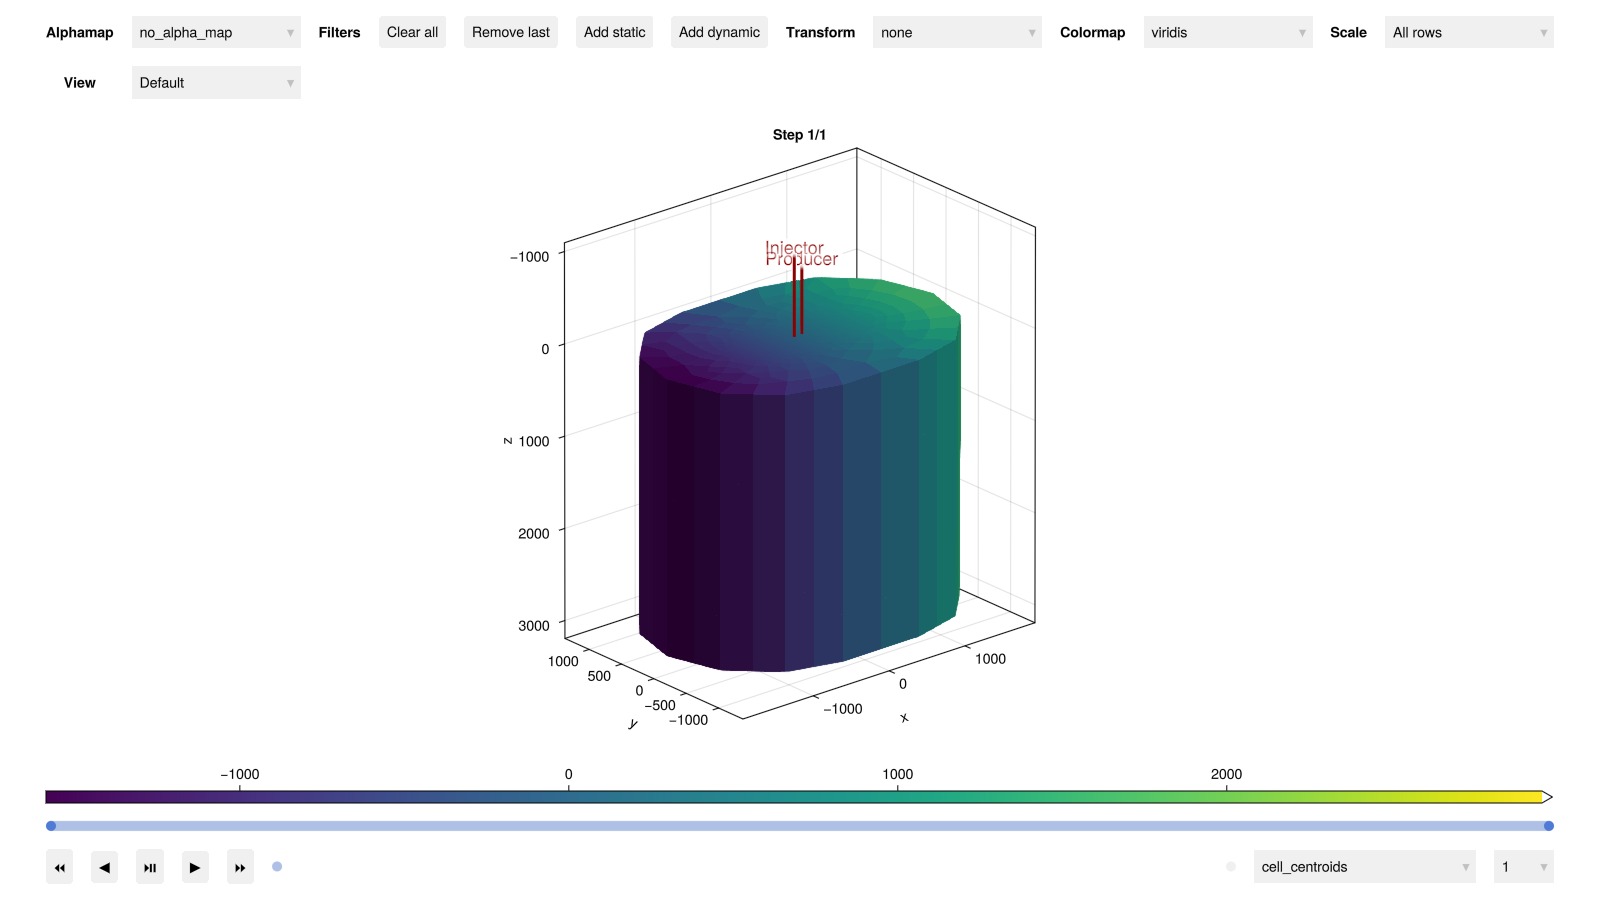 Alphamap no_alpha_map Filters Clear all Remove last Add static Add dynamic Transform none Colormap viridis Scale All rows
View Default
Step 1/1
Injector
Producer
−1000
0
z 1000
2000
3000
1000
500
0
−500
−1000
y
−1000
0
1000
x
−1000 0 1000 2000
cell_centroids 1